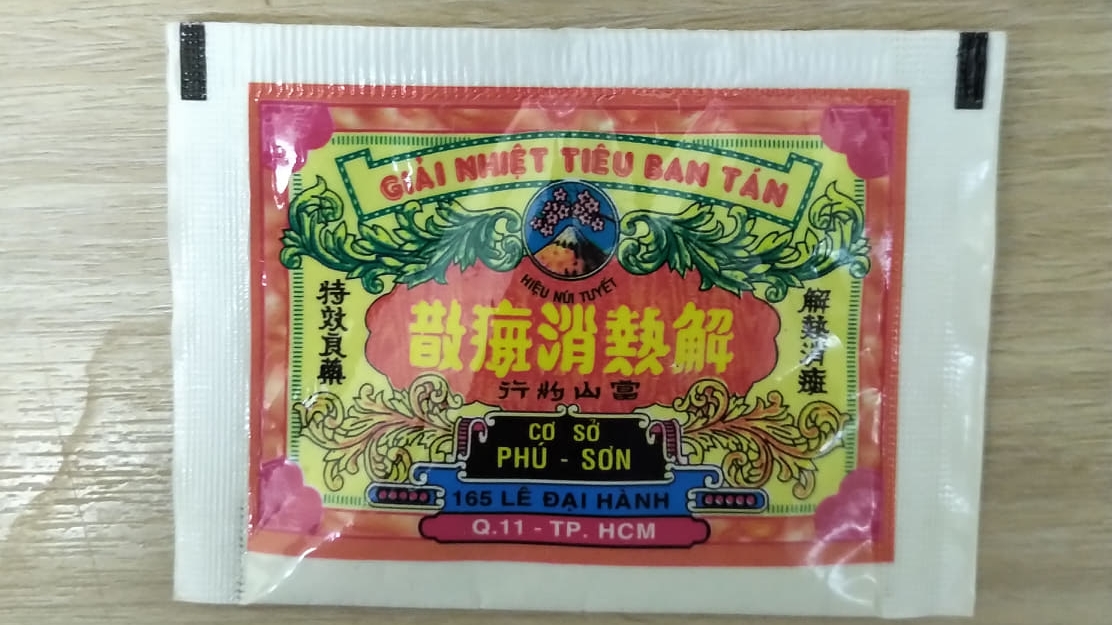 GIẢI NHIỆT TIÊU BAN TÁN
HIỆU NÚI TUYẾT
解熱消癍散
富山药行
特效良藥
解熱消癍
CƠ SỞ
PHÚ - SƠN
165 LÊ ĐẠI HÀNH
Q.11 - TP. HCM